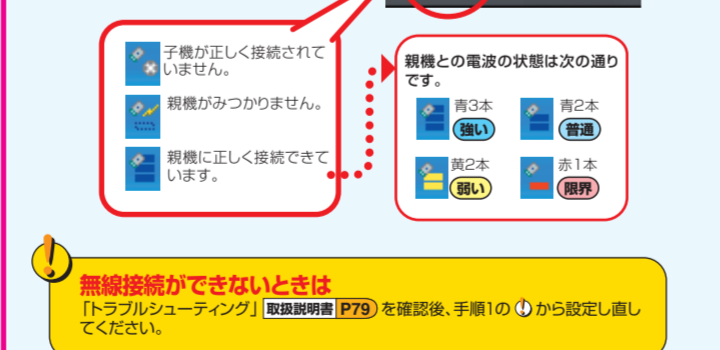 子機が正しく接続されて
いません。
親機がみつかりません。
親機に正しく接続できて
います。
親機との電波の状態は次の通り
です。
青3本
強い
青2本
普通
黄2本
弱い
赤1本
限界
無線接続ができないときは
「トラブルシューティング」 取扱説明書 P79 を確認後、手順1の ! から設定し直し
てください。